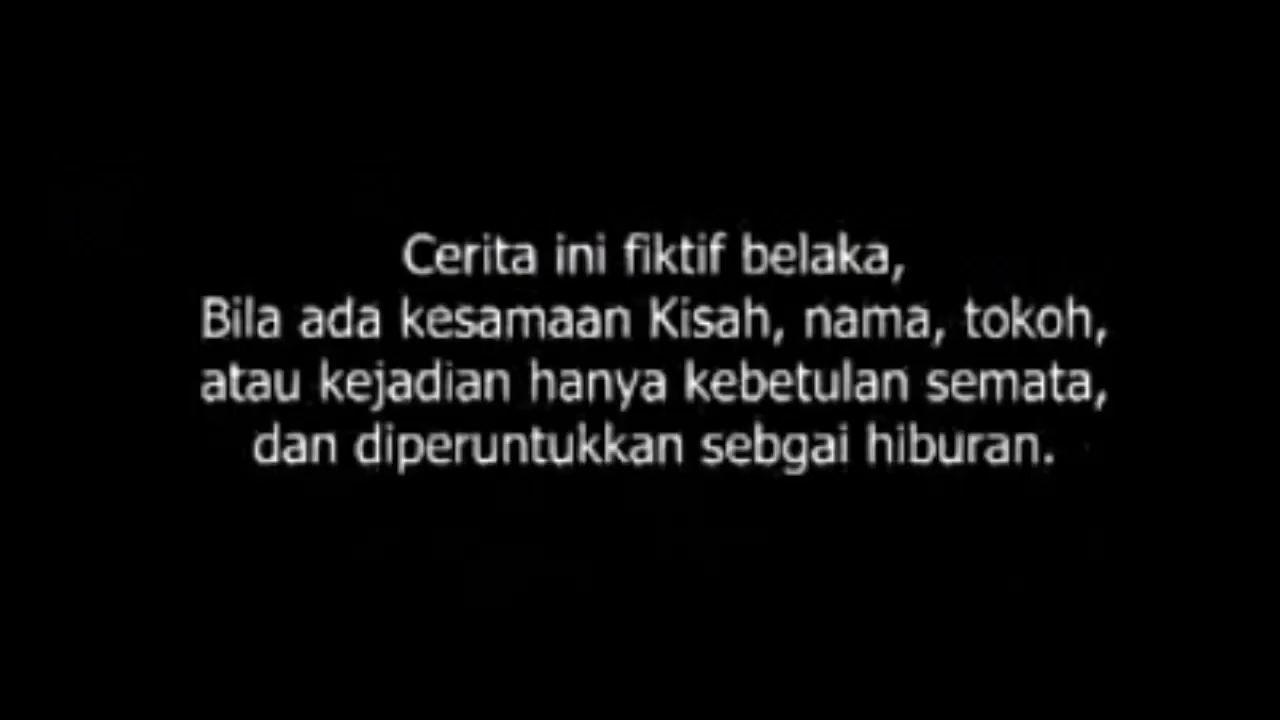 Cerita ini fiktif belaka,
Bila ada kesamaan Kisah, nama, tokoh,
atau kejadian hanya kebetulan semata,
dan diperuntukkan sebgai hiburan.